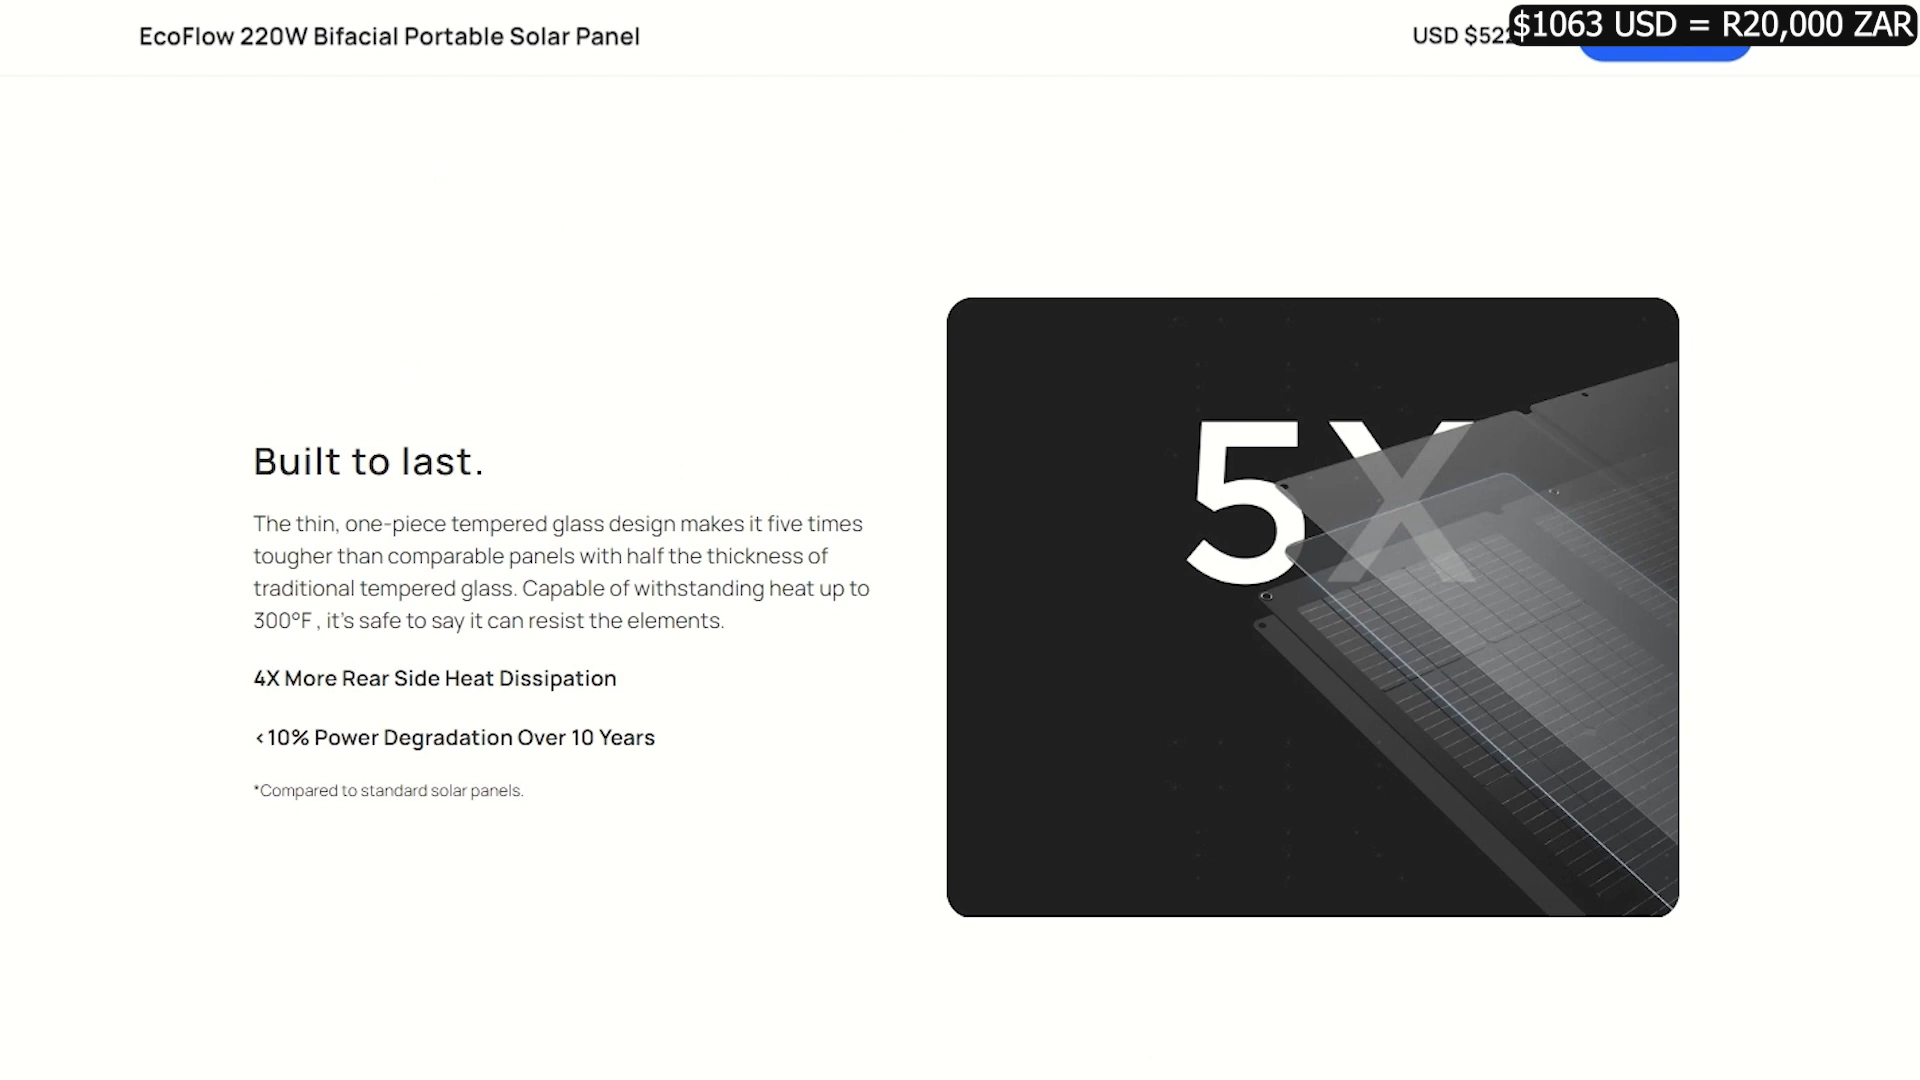 EcoFlow 220W Bifacial Portable Solar Panel
USD $522
$1063 USD = R20,000 ZAR
Built to last.
The thin, one-piece tempered glass design makes it five times
tougher than comparable panels with half the thickness of
traditional tempered glass. Capable of withstanding heat up to
300°F , it's safe to say it can resist the elements.
4X More Rear Side Heat Dissipation
<10% Power Degradation Over 10 Years
*Compared to standard solar panels.
5X